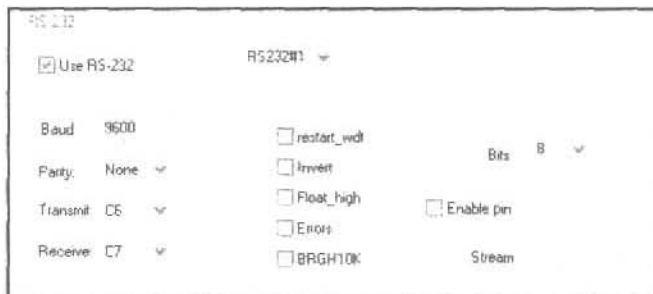 RS-232
Use RS-232
RS232#1
Baud 9600
restart_wdt
Bits 8
Parity: None
Invert
Transmit C6
Float_high
Enable pin
Receive C7
Errors
BRGH1OK
Stream